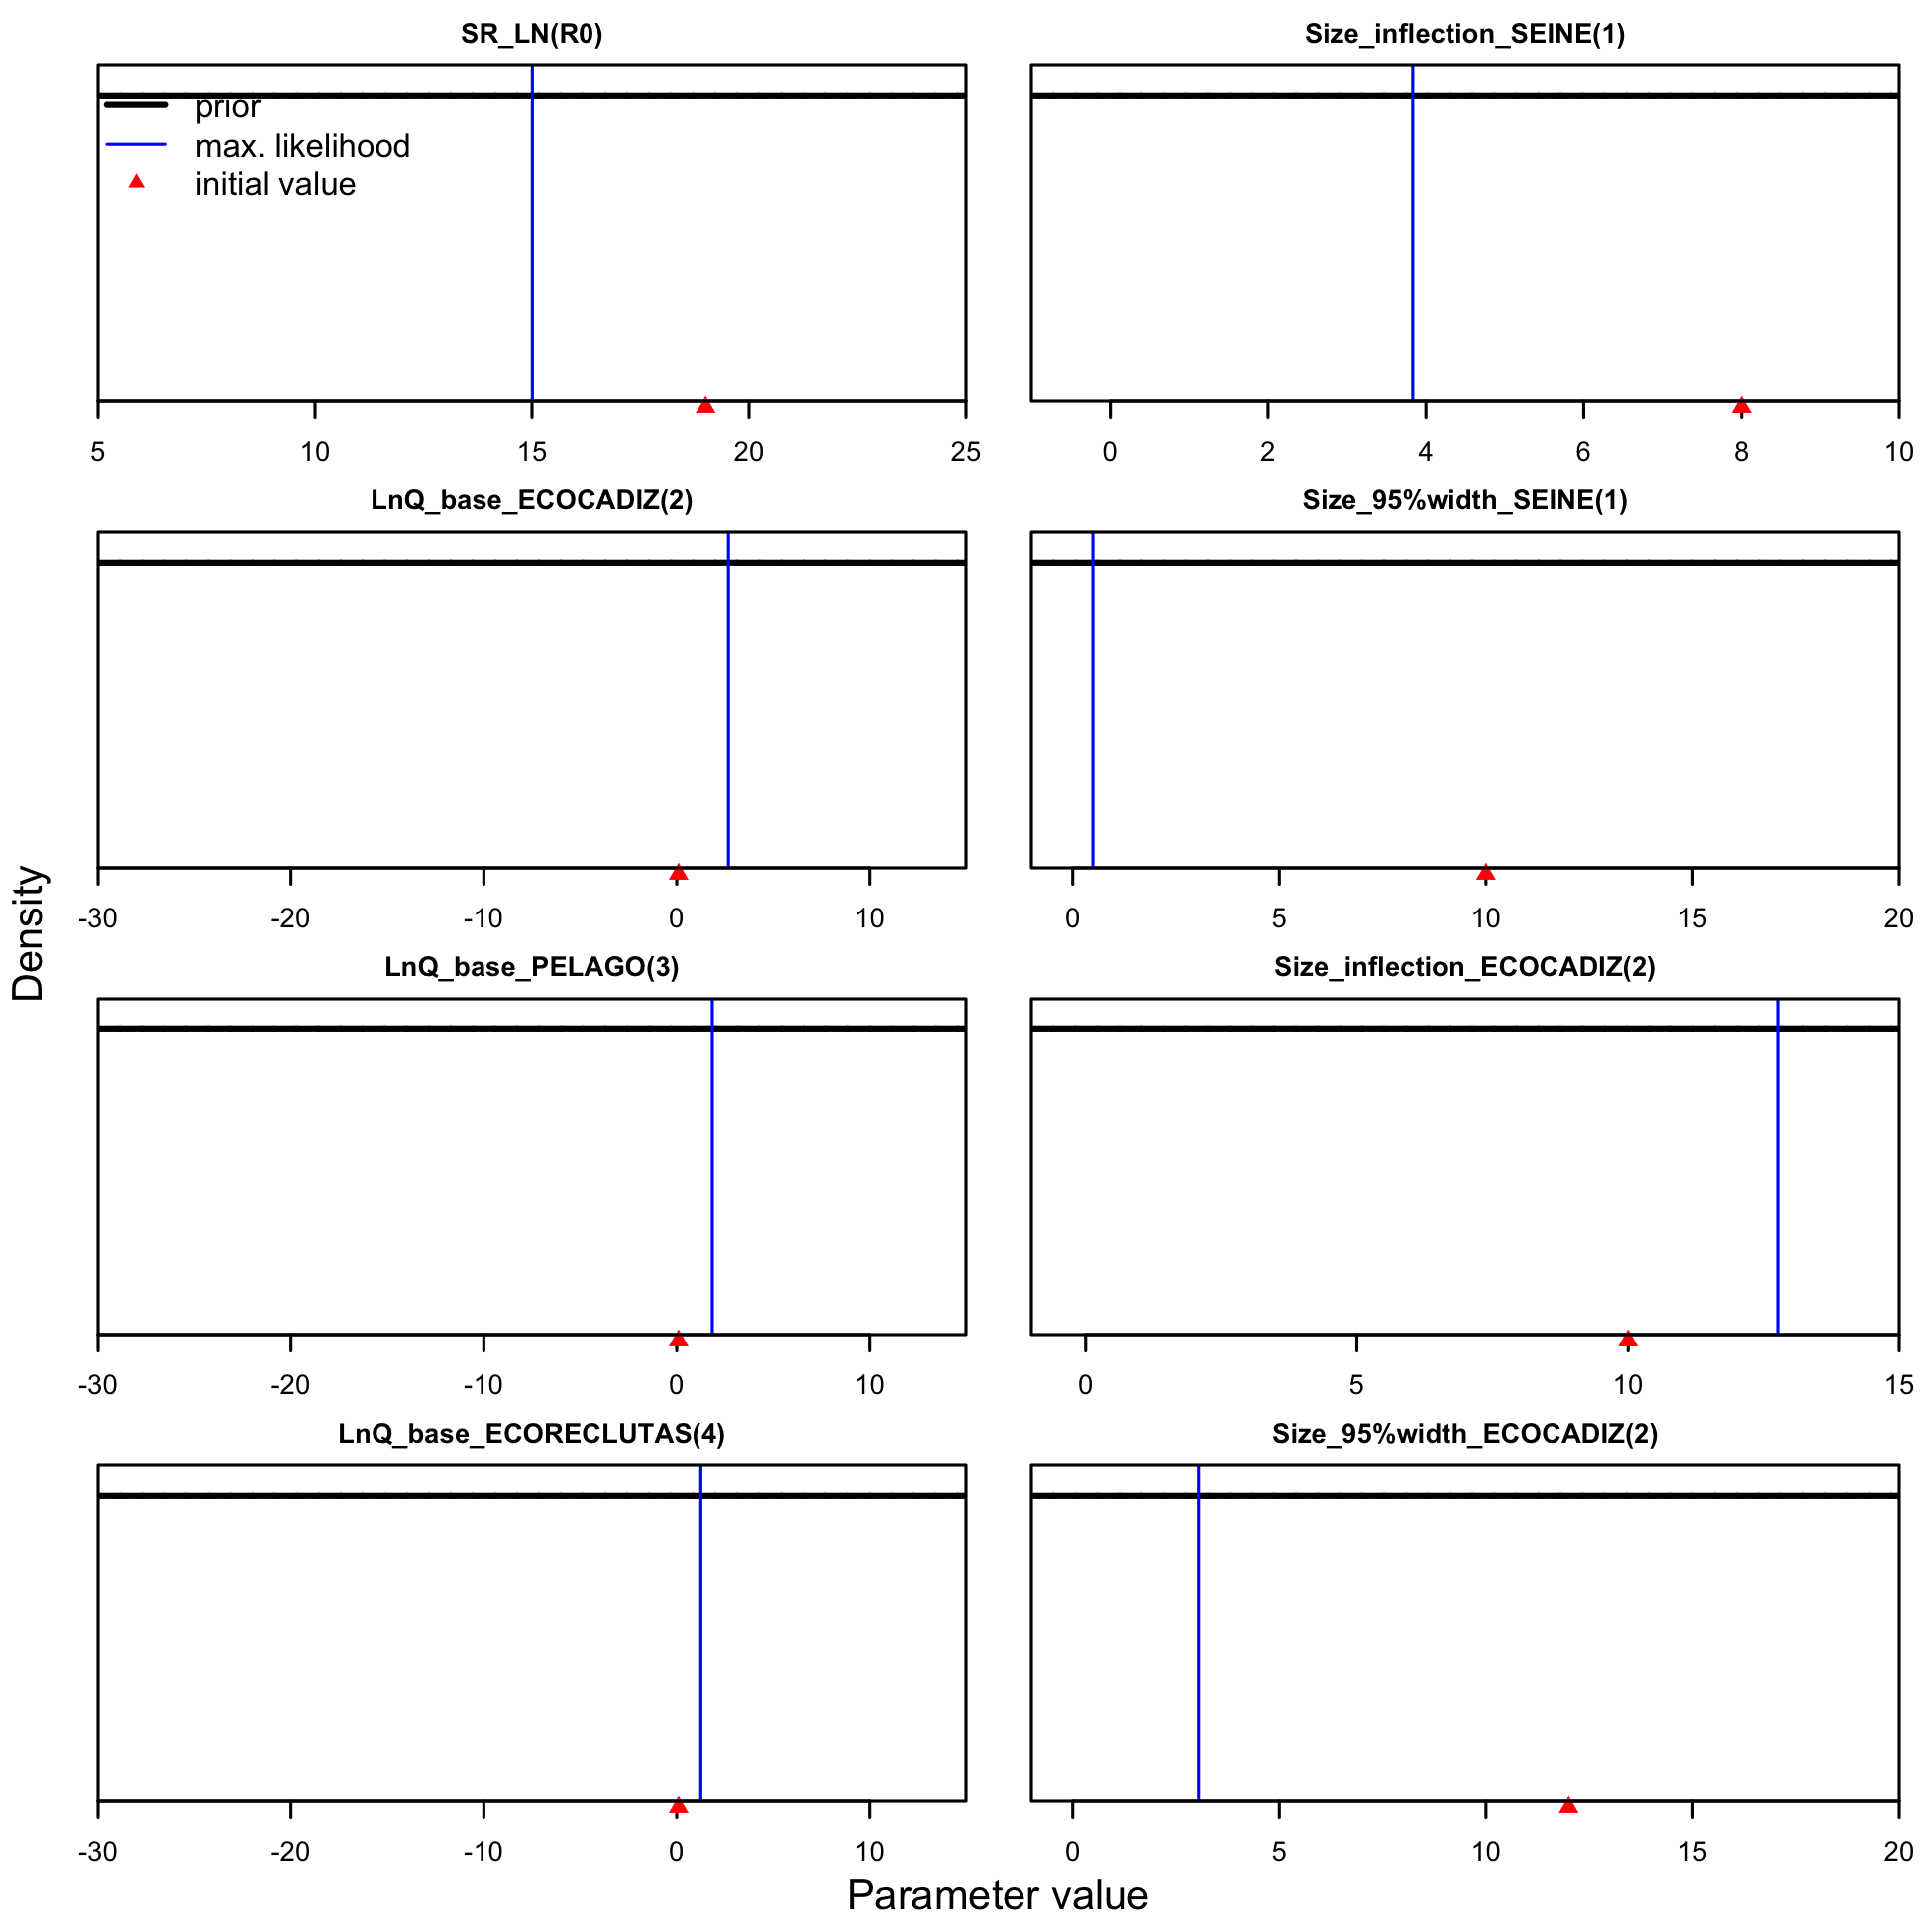 SR_LN(R0)
prior
max. likelihood
initial value
5 10 15 20 25
Size_inflection_SEINE(1)
0 2 4 6 8 10
LnQ_base_ECOCADIZ(2)
-30 -20 -10 0 10
Size_95%width_SEINE(1)
0 5 10 15 20
LnQ_base_PELAGO(3)
-30 -20 -10 0 10
Size_inflection_ECOCADIZ(2)
0 5 10 15
LnQ_base_ECORECLUTAS(4)
-30 -20 -10 0 10
Size_95%width_ECOCADIZ(2)
0 5 10 15 20
Density
Parameter value